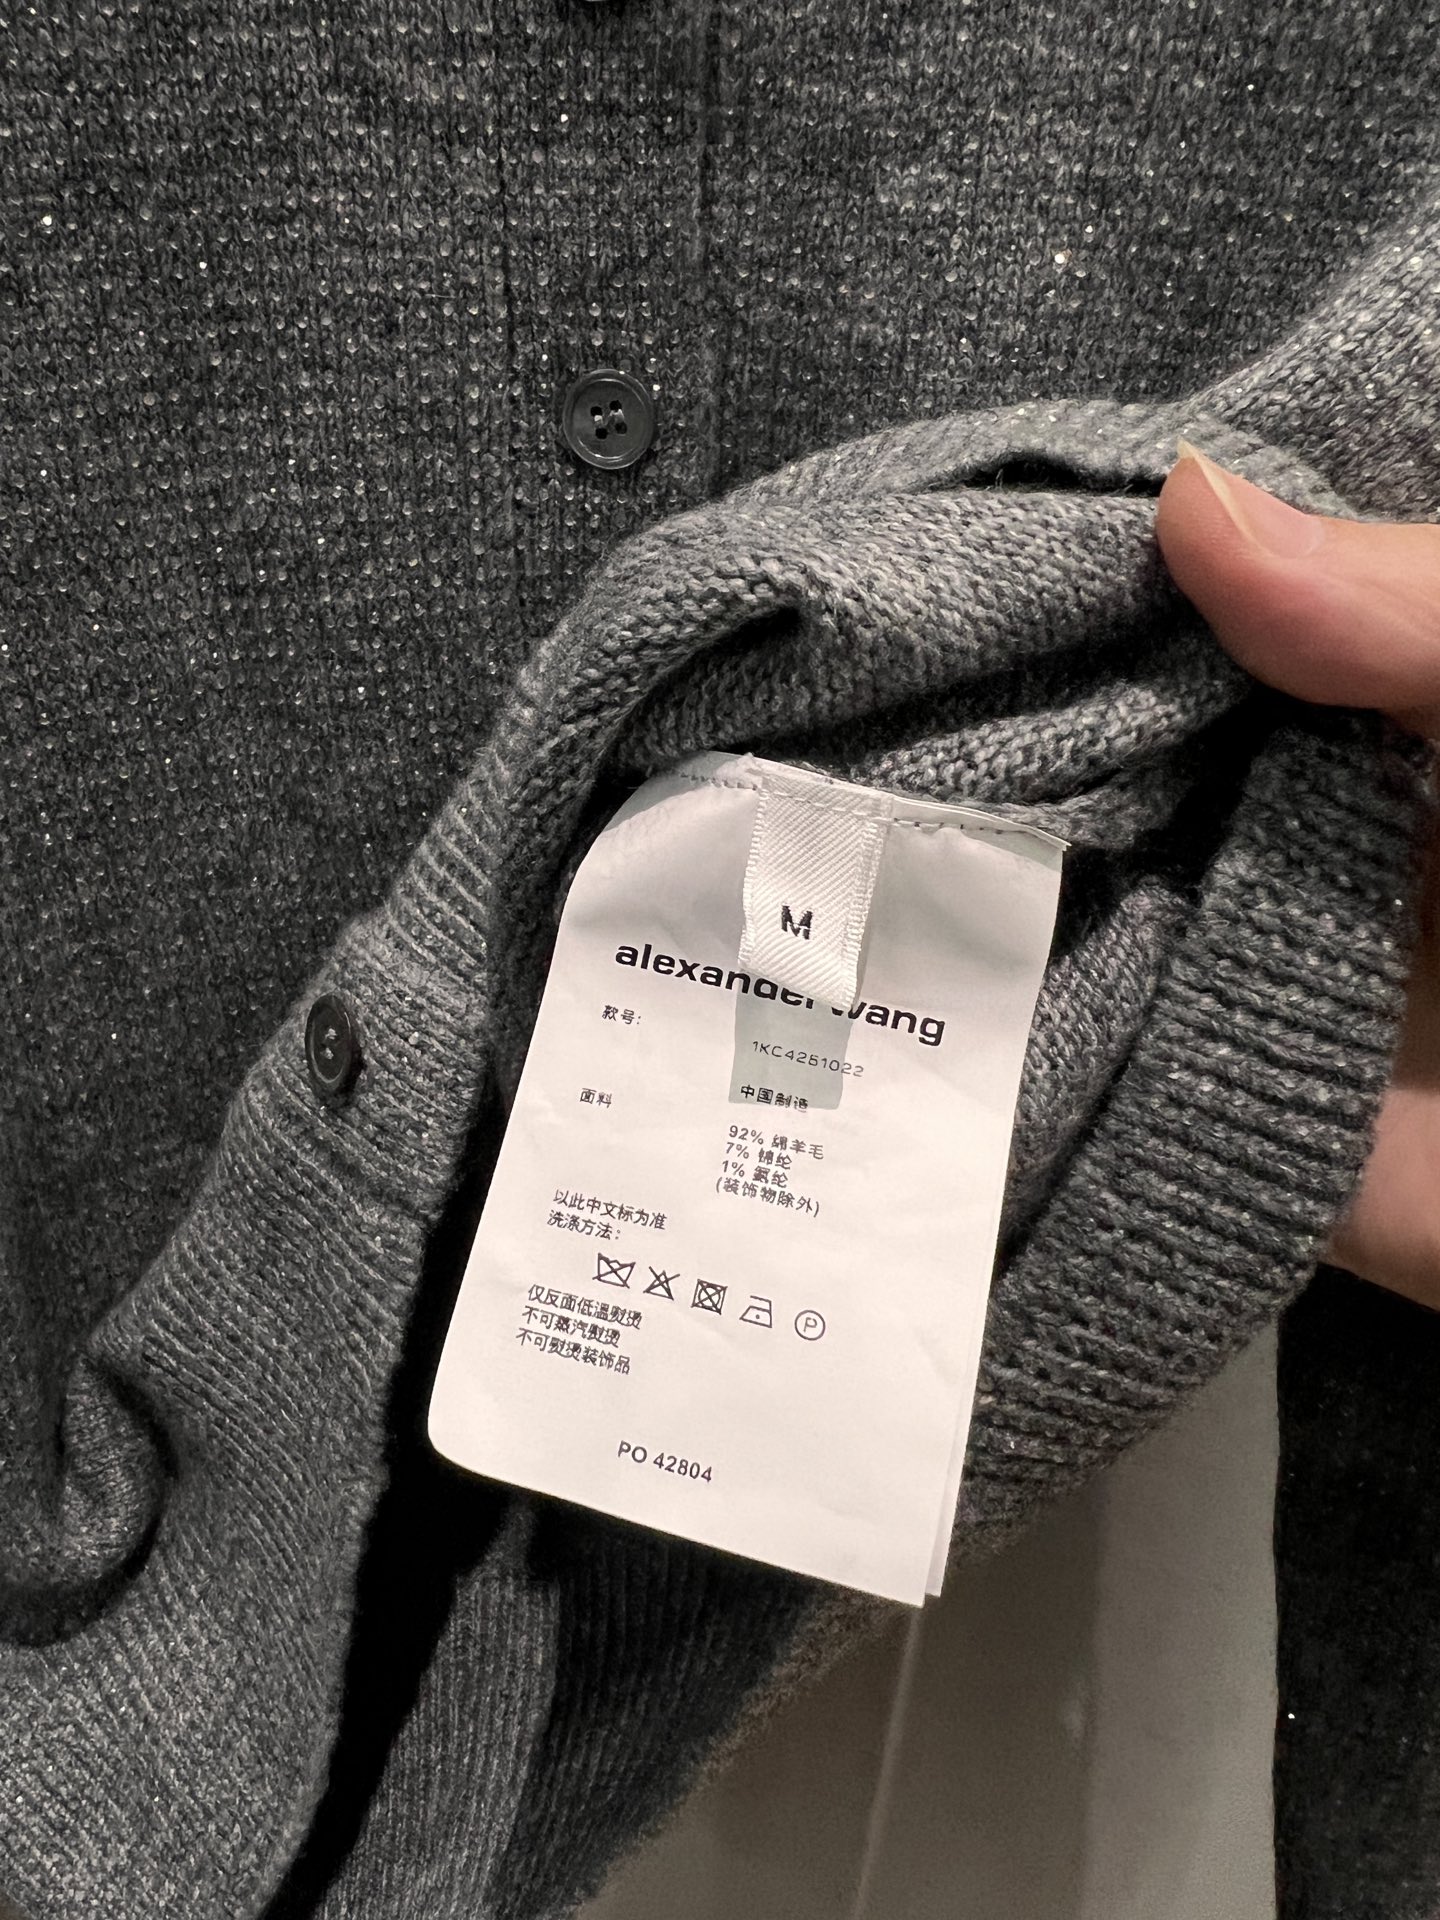 M
alexander wang
款号:
1KC4251022
中国制造
面料
92% 绵羊毛
7% 锦纶
1% 氨纶
(装饰物除外)
以此中文标为准
洗涤方法:
P
仅反面低温熨烫
不可蒸汽熨烫
不可熨烫装饰品
PO 42804